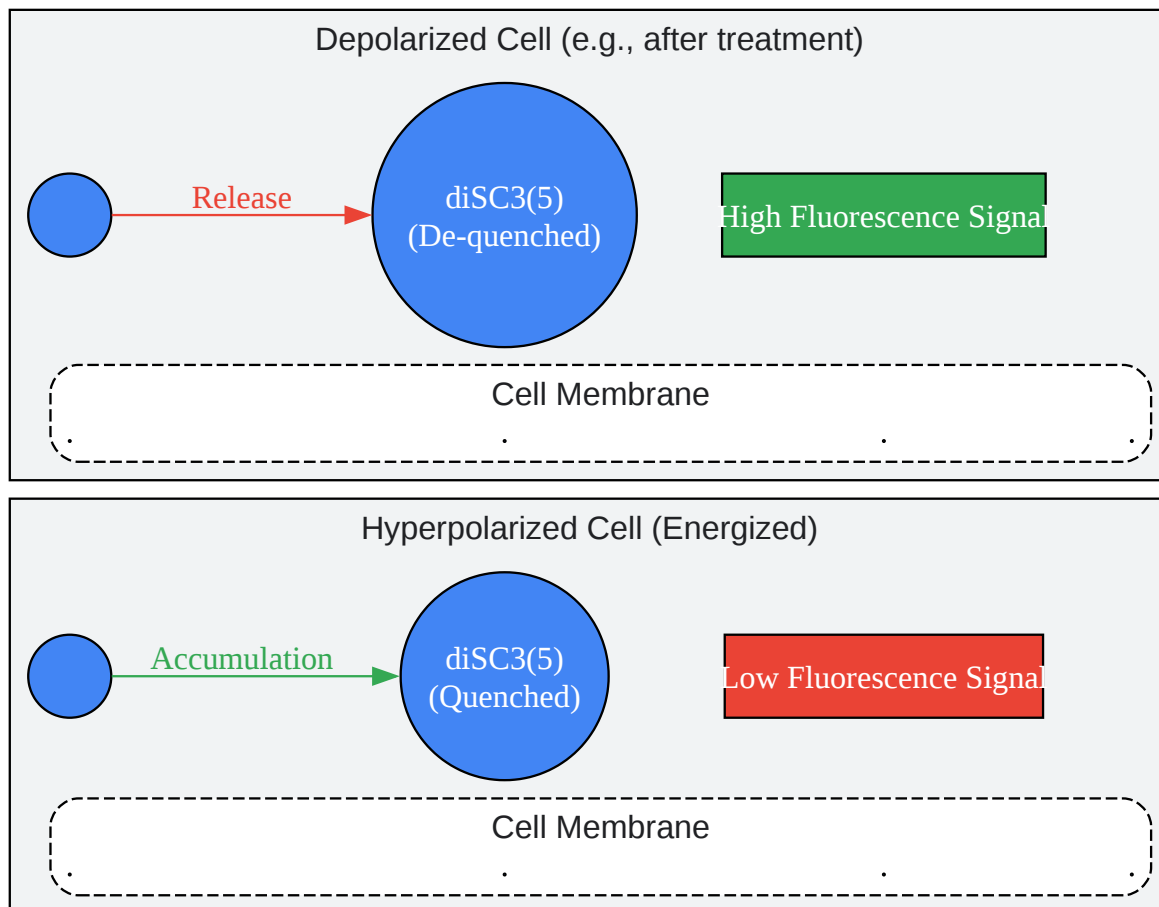 Depolarized Cell (e.g., after treatment)
Release
diSC3(5)
(De-quenched)
High Fluorescence Signal
Cell Membrane
Hyperpolarized Cell (Energized)
Accumulation
diSC3(5)
(Quenched)
Low Fluorescence Signal
Cell Membrane